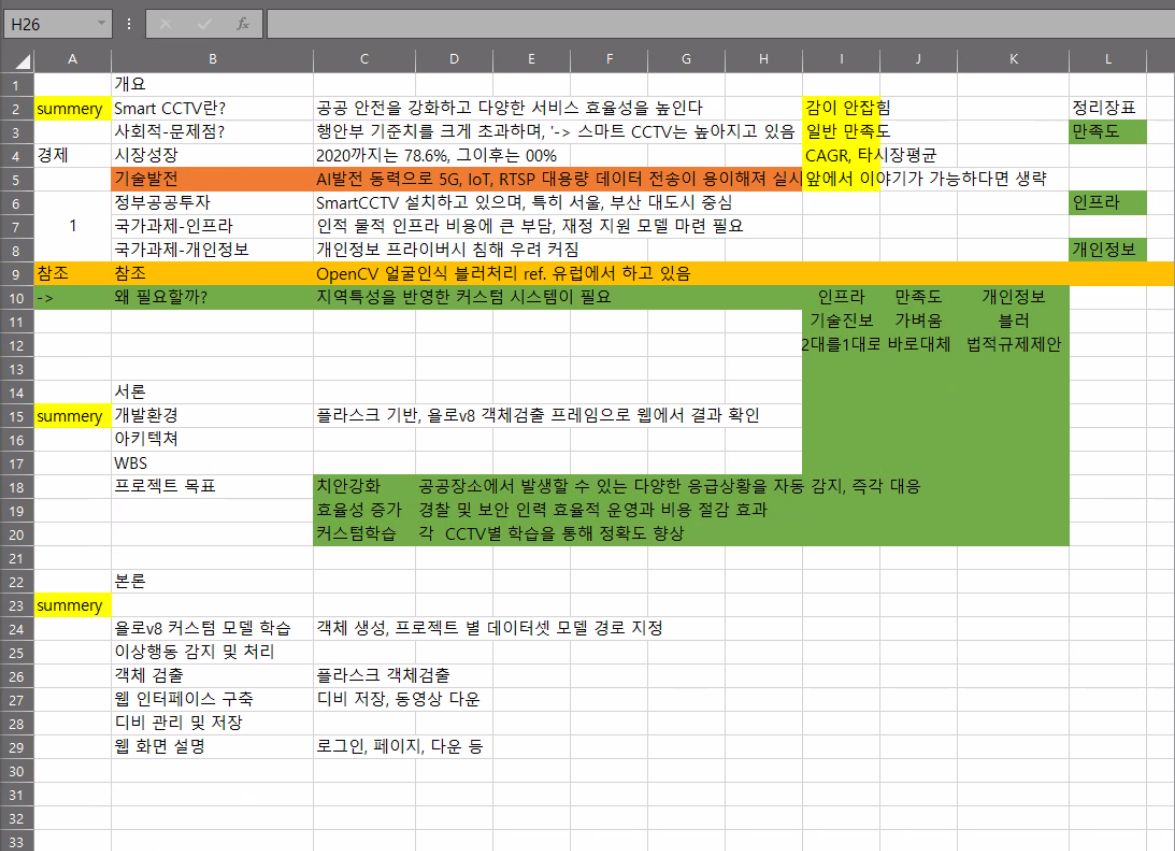 H26
A B C D E F G H I J K L
1 개요
2 summery Smart CCTV란? 공공 안전을 강화하고 다양한 서비스 효율성을 높인다 감이 안잡힘 정리장표
3 사회적-문제점? 행안부 기준치를 크게 초과하며, '-> 스마트 CCTV는 높아지고 있음 일반 만족도 만족도
4 경제 시장성장 2020까지는 78.6%, 그이후는 00% CAGR, 타시장평균
5 기술발전 AI발전 동력으로 5G, IoT, RTSP 대용량 데이터 전송이 용이해져 실시 앞에서 이야기가 가능하다면 생략
6 정부공공투자 SmartCCTV 설치하고 있으며, 특히 서울, 부산 대도시 중심 인프라
7 1 국가과제-인프라 인적 물적 인프라 비용에 큰 부담, 재정 지원 모델 마련 필요
8 국가과제-개인정보 개인정보 프라이버시 침해 우려 커짐 개인정보
9 참조 참조 OpenCV 얼굴인식 블러처리 ref. 유럽에서 하고 있음
10 -> 왜 필요할까? 지역특성을 반영한 커스텀 시스템이 필요 인프라 만족도 개인정보
11 기술진보 가벼움 블러
12 2대를1대로 바로대체 법적규제제안
13
14 서론
15 summery 개발환경 플라스크 기반, 욜로v8 객체검출 프레임으로 웹에서 결과 확인
16 아키텍쳐
17 WBS
18 프로젝트 목표 치안강화 공공장소에서 발생할 수 있는 다양한 응급상황을 자동 감지, 즉각 대응
19 효율성 증가 경찰 및 보안 인력 효율적 운영과 비용 절감 효과
20 커스텀학습 각 CCTV별 학습을 통해 정확도 향상
21
22 본론
23 summery
24 욜로v8 커스텀 모델 학습 객체 생성, 프로젝트 별 데이터셋 모델 경로 지정
25 이상행동 감지 및 처리
26 객체 검출 플라스크 객체검출
27 웹 인터페이스 구축 디비 저장, 동영상 다운
28 디비 관리 및 저장
29 웹 화면 설명 로그인, 페이지, 다운 등
30
31
32
33